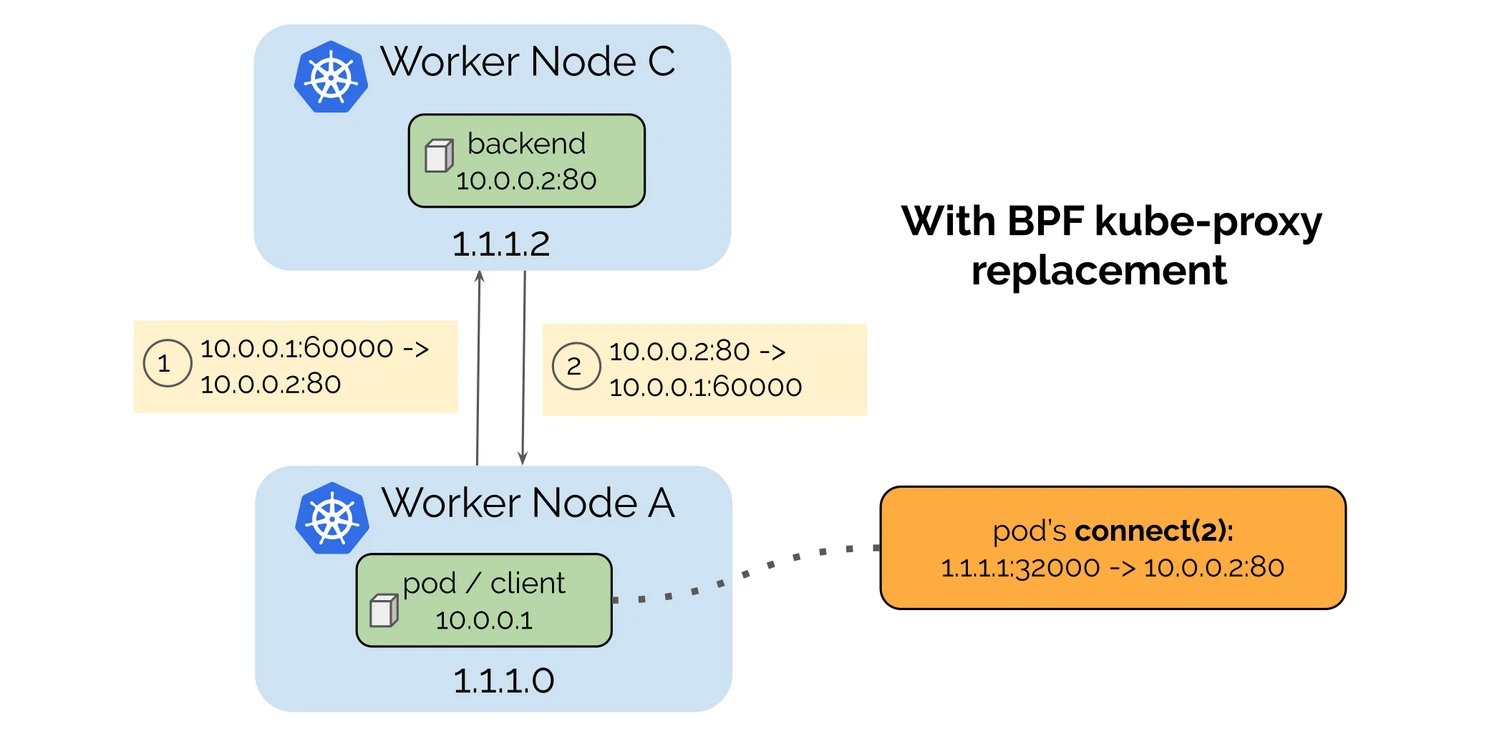 Worker Node C
backend
10.0.0.2:80
1.1.1.2
With BPF kube-proxy
replacement
1
10.0.0.1:60000 ->
10.0.0.2:80
2
10.0.0.2:80 ->
10.0.0.1:60000
Worker Node A
pod / client
10.0.0.1
1.1.1.0
pod's connect(2):
1.1.1.1:32000 -> 10.0.0.2:80